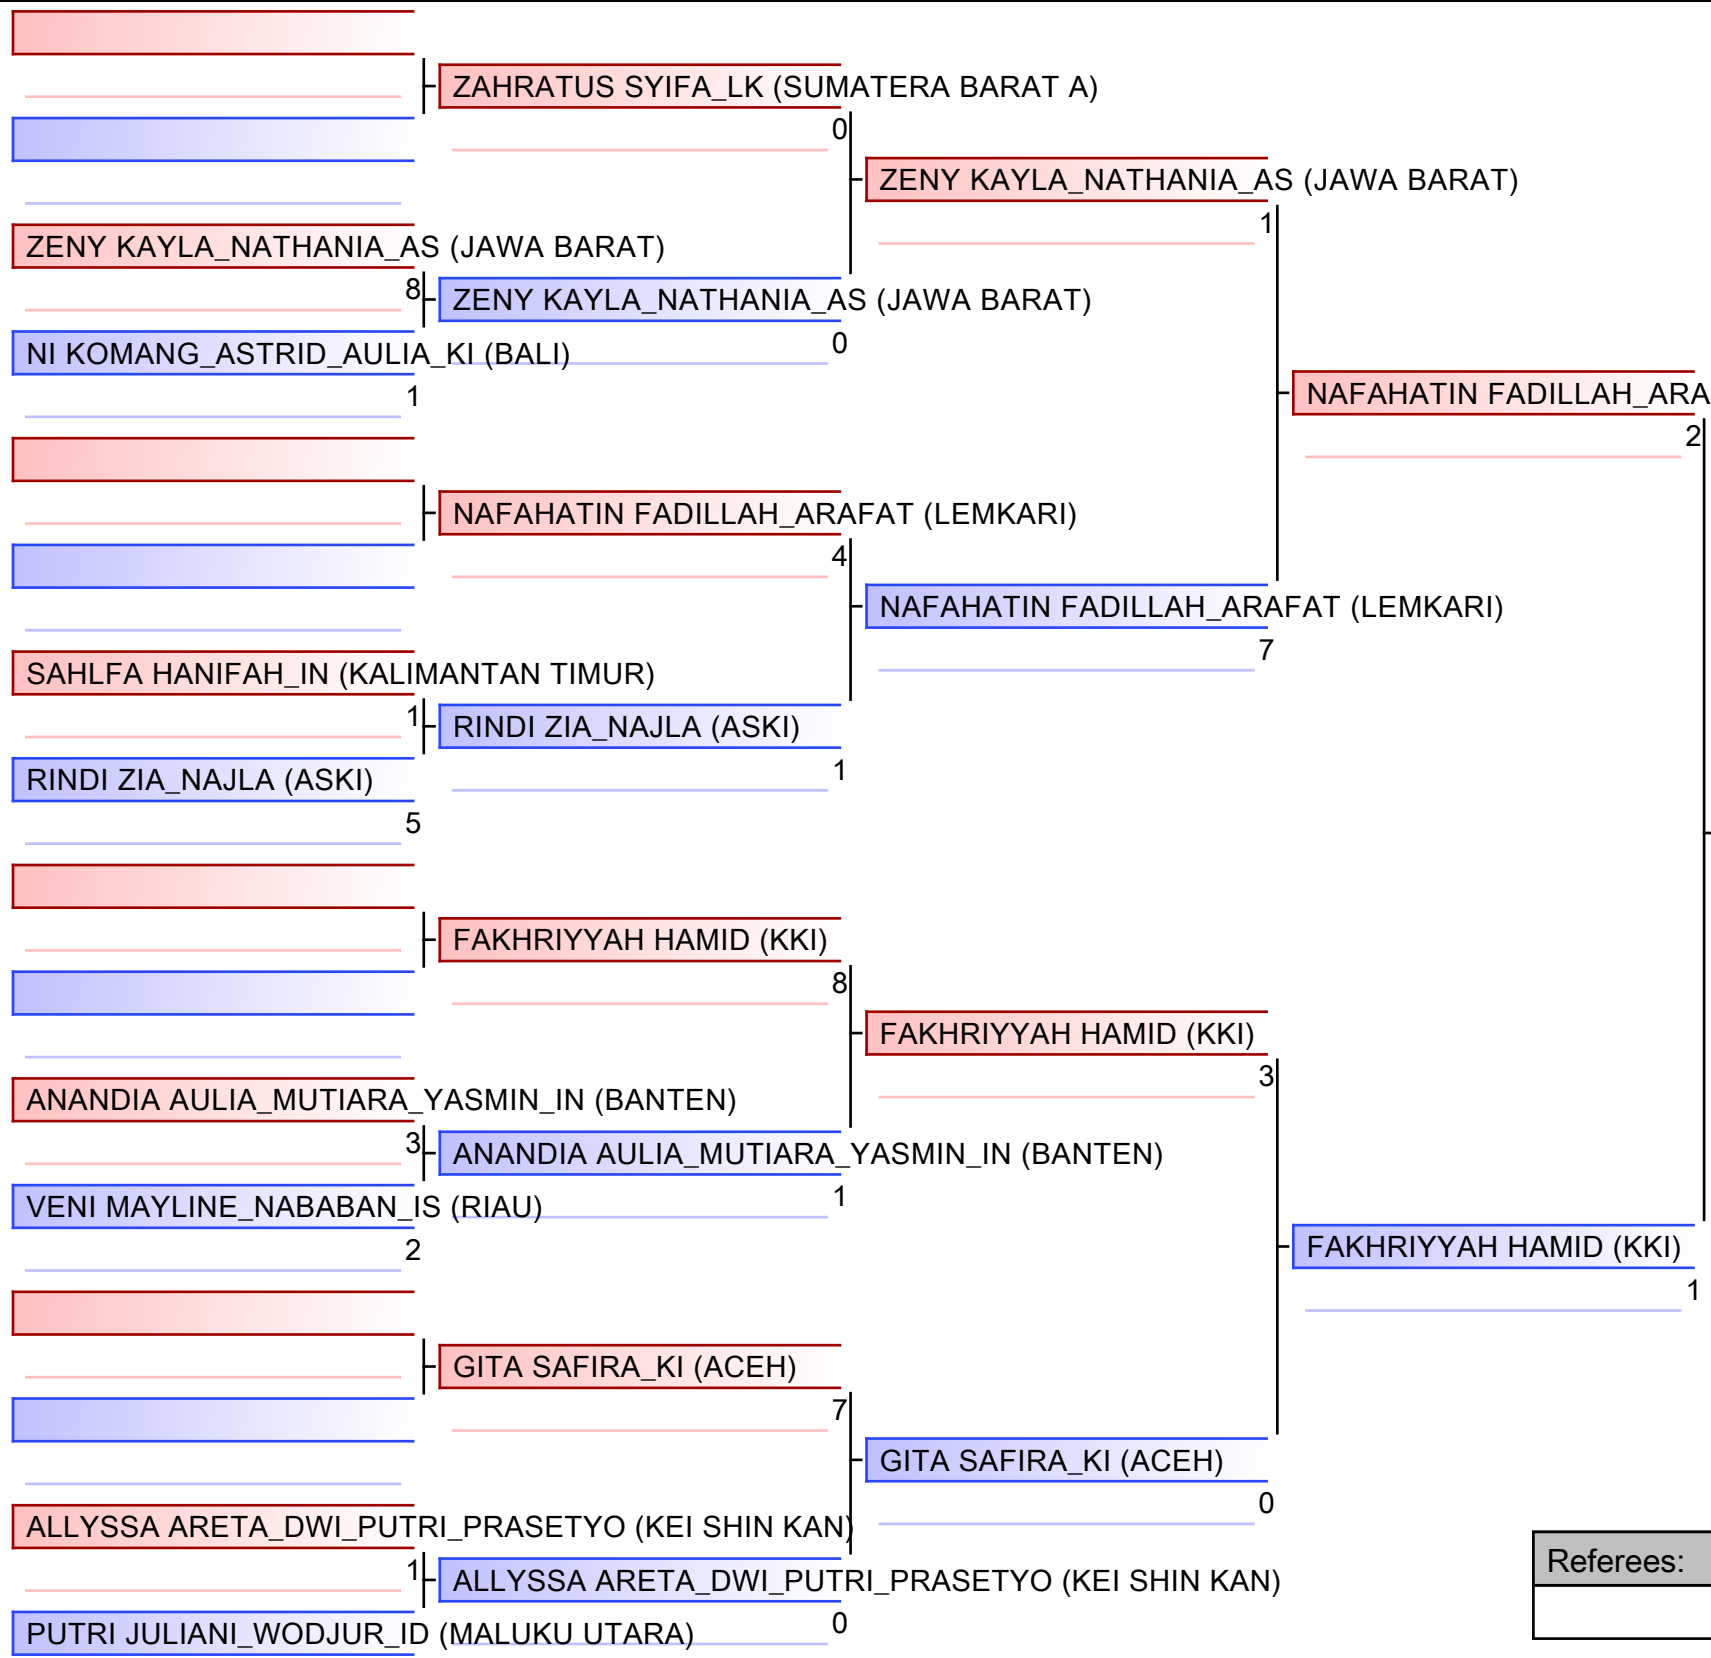 ZAHRATUS SYIFA_LK (SUMATERA BARAT A)
0
ZENY KAYLA_NATHANIA_AS (JAWA BARAT)
1
ZENY KAYLA_NATHANIA_AS (JAWA BARAT)
8
ZENY KAYLA_NATHANIA_AS (JAWA BARAT)
0
NI KOMANG_ASTRID_AULIA_KI (BALI)
1
NAFAHATIN FADILLAH_ARA
2
NAFAHATIN FADILLAH_ARAFAT (LEMKARI)
4
NAFAHATIN FADILLAH_ARAFAT (LEMKARI)
7
SAHLFA HANIFAH_IN (KALIMANTAN TIMUR)
1
RINDI ZIA_NAJLA (ASKI)
1
RINDI ZIA_NAJLA (ASKI)
5
FAKHRIYYAH HAMID (KKI)
8
FAKHRIYYAH HAMID (KKI)
3
ANANDIA AULIA_MUTIARA_YASMIN_IN (BANTEN)
3
ANANDIA AULIA_MUTIARA_YASMIN_IN (BANTEN)
1
VENI MAYLINE_NABABAN_IS (RIAU)
2
FAKHRIYYAH HAMID (KKI)
1
GITA SAFIRA_KI (ACEH)
7
GITA SAFIRA_KI (ACEH)
0
ALLYSSA ARETA_DWI_PUTRI_PRASETYO (KEI SHIN KAN)
1
ALLYSSA ARETA_DWI_PUTRI_PRASETYO (KEI SHIN KAN)
0
PUTRI JULIANI_WODJUR_ID (MALUKU UTARA)
Referees: